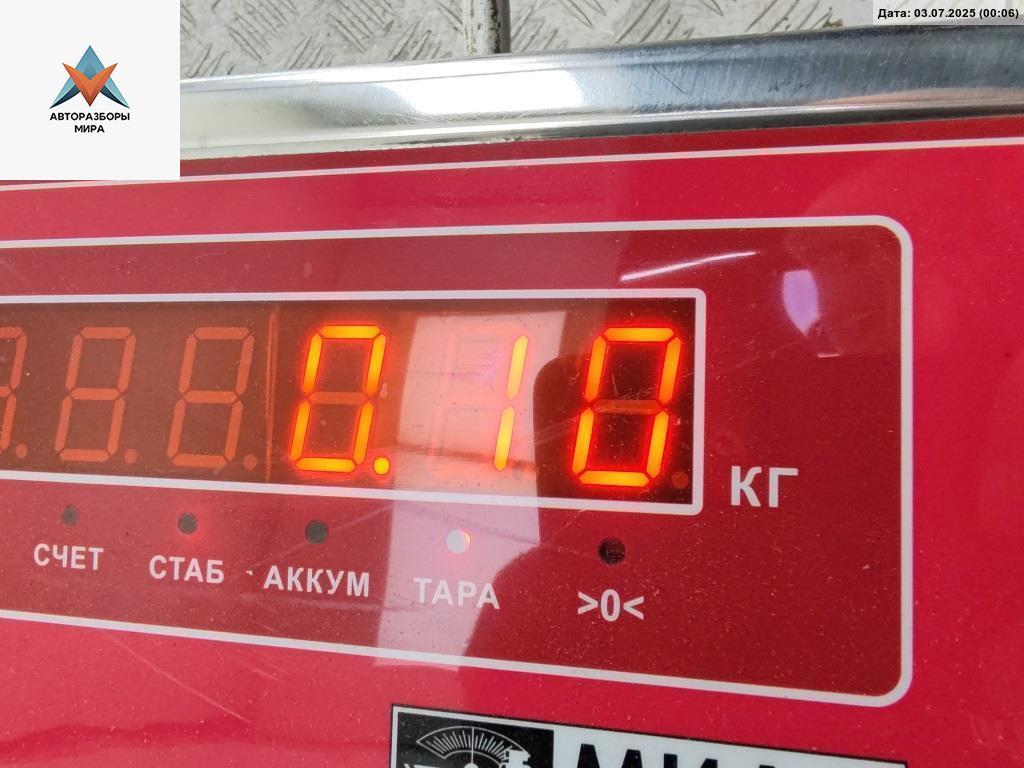 Дата: 03.07.2025 (00:06)
АВТОРАЗБОРЫ
МИРА
0.10
КГ
СЧЕТ СТАБ АККУМ ТАРА >0<